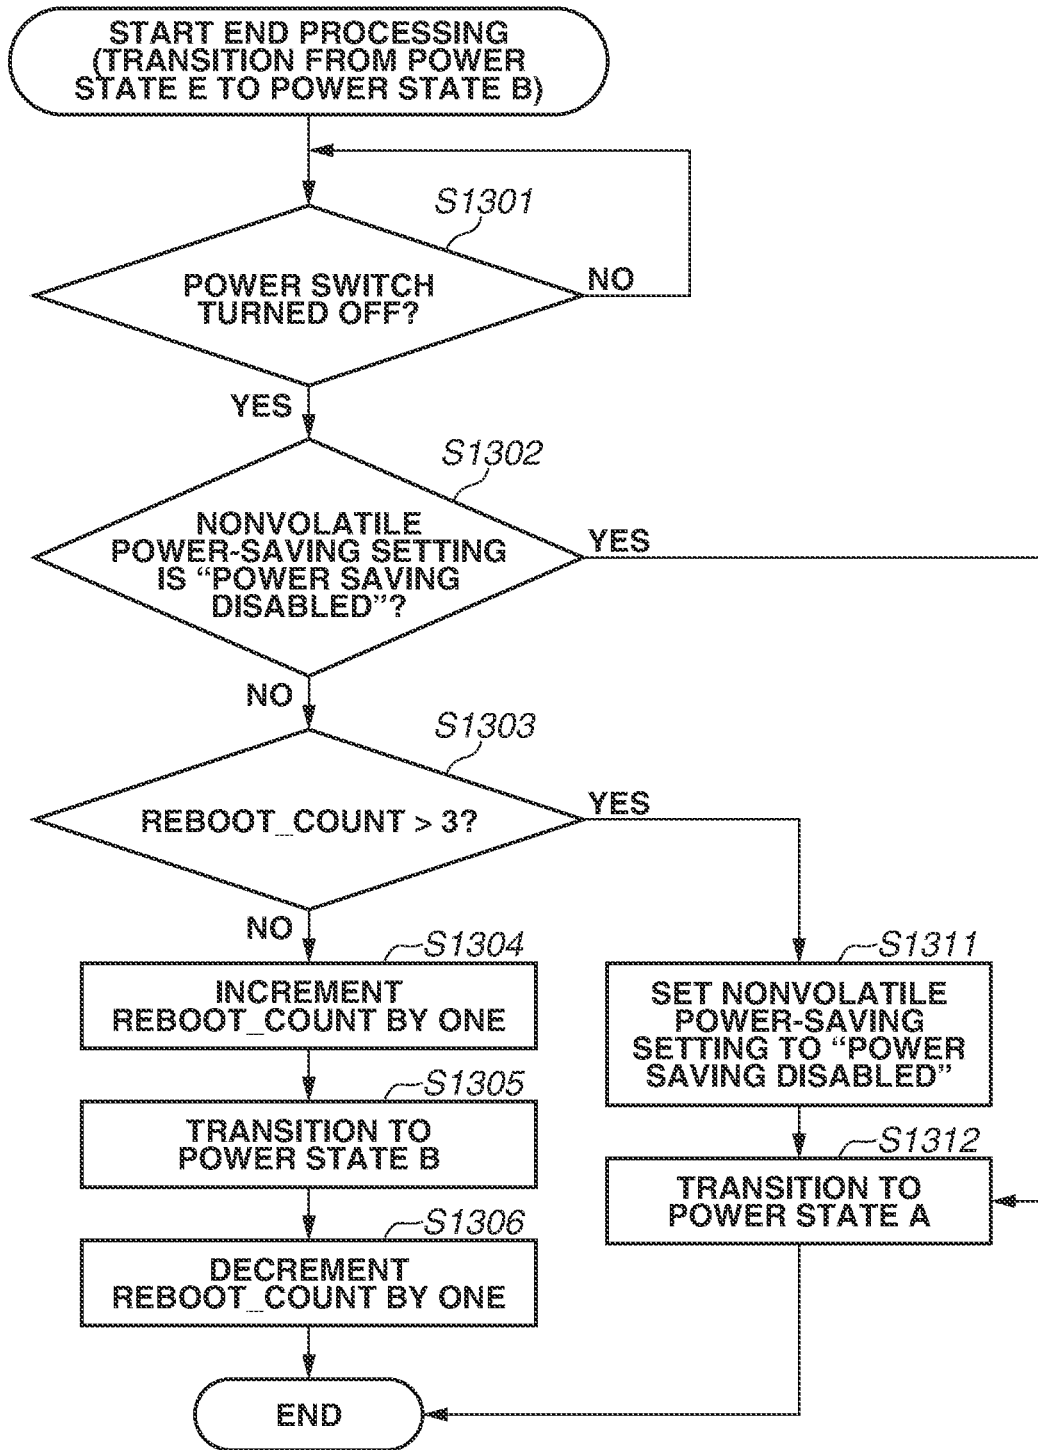 START END PROCESSING
(TRANSITION FROM POWER
STATE E TO POWER STATE B)
S1301
POWER SWITCH
TURNED OFF?
NO
YES
S1302
NONVOLATILE
POWER-SAVING SETTING
IS “POWER SAVING
DISABLED”?
YES
NO
S1303
REBOOT_COUNT > 3?
YES
NO
S1304
INCREMENT
REBOOT_COUNT BY ONE
S1311
SET NONVOLATILE
POWER-SAVING
SETTING TO “POWER
SAVING DISABLED”
S1305
TRANSITION TO
POWER STATE B
S1312
TRANSITION TO
POWER STATE A
S1306
DECREMENT
REBOOT_COUNT BY ONE
END